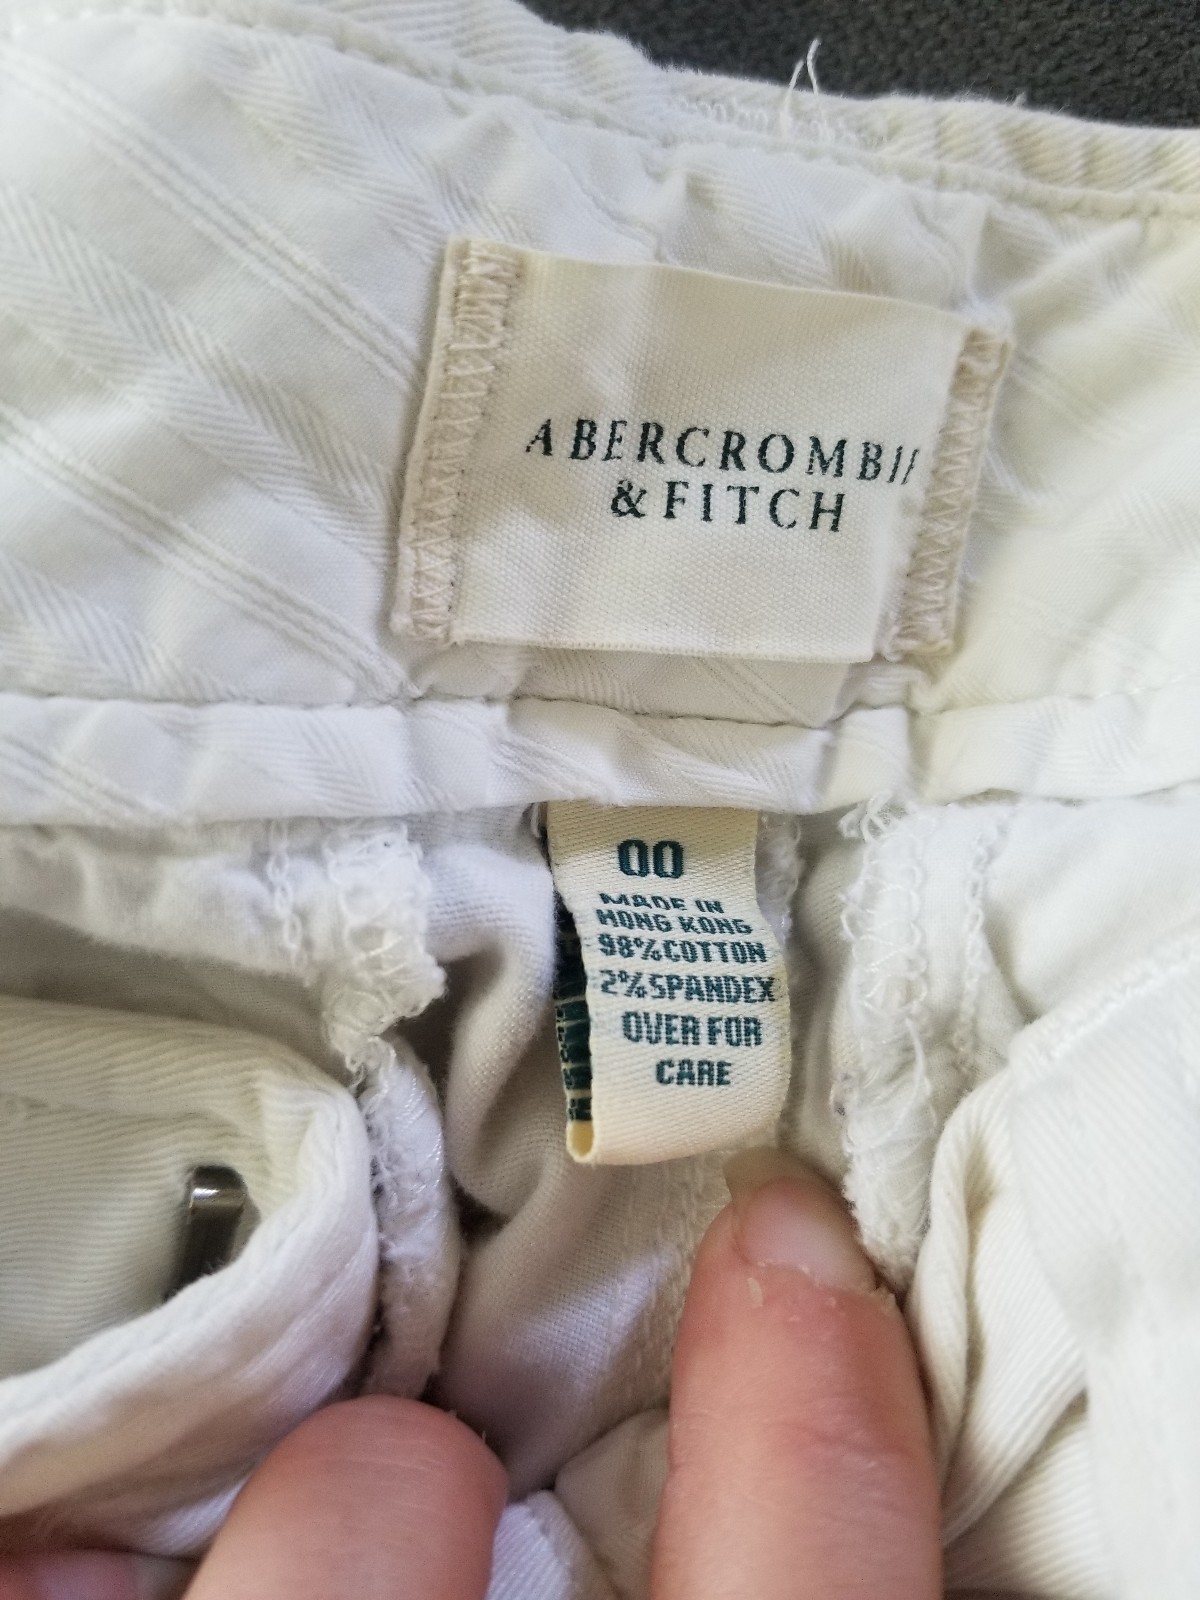 ABERCROMBIE
& FITCH
00
MADE IN
HONG KONG
98% COTTON
2% SPANDEX
OVER FOR
CARE